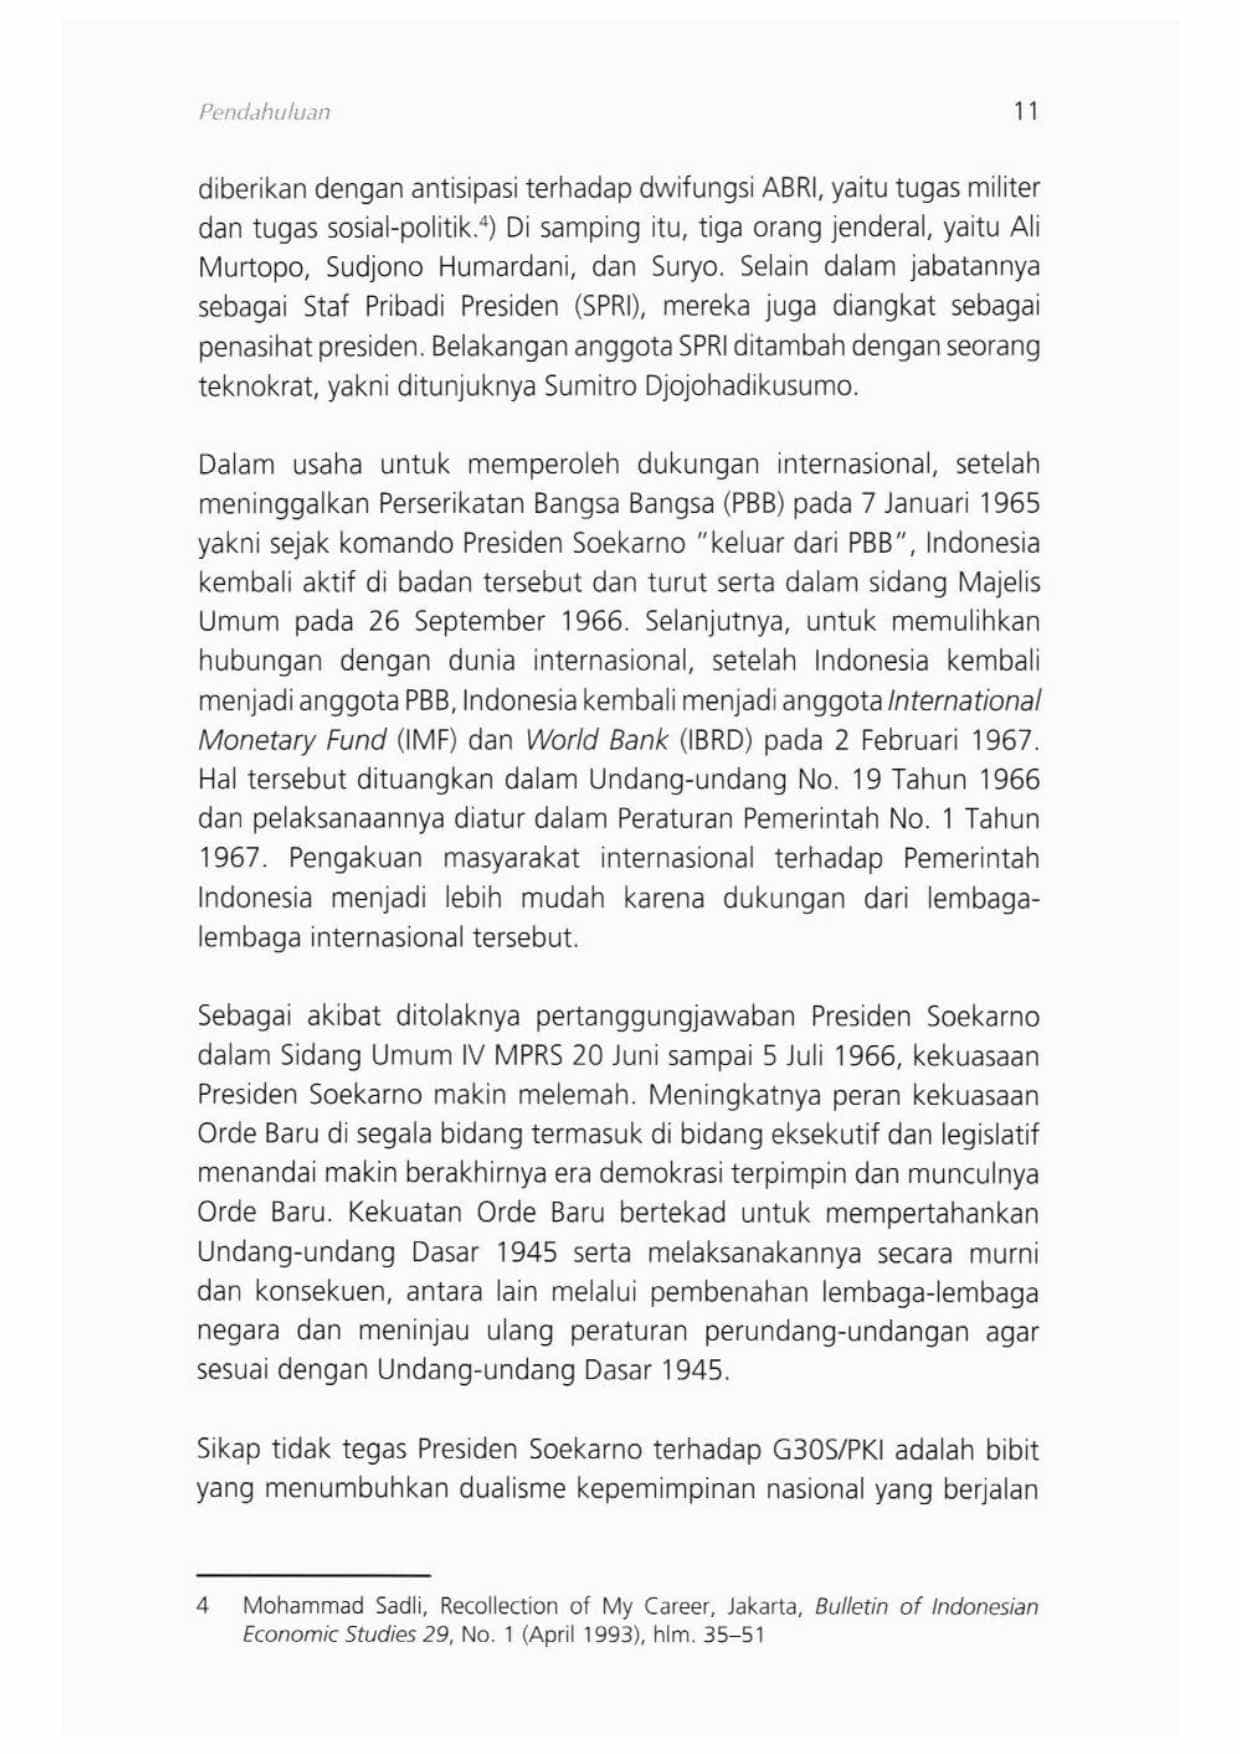 Pendahuluan 11
diberikan dengan antisipasi terhadap dwifungsi ABRI, yaitu tugas militer
dan tugas sosial-politik.⁴) Di samping itu, tiga orang jenderal, yaitu Ali
Murtopo, Sudjono Humardani, dan Suryo. Selain dalam jabatannya
sebagai Staf Pribadi Presiden (SPRI), mereka juga diangkat sebagai
penasihat presiden. Belakangan anggota SPRI ditambah dengan seorang
teknokrat, yakni ditunjuknya Sumitro Djojohadikusumo.
Dalam usaha untuk memperoleh dukungan internasional, setelah
meninggalkan Perserikatan Bangsa Bangsa (PBB) pada 7 Januari 1965
yakni sejak komando Presiden Soekarno "keluar dari PBB", Indonesia
kembali aktif di badan tersebut dan turut serta dalam sidang Majelis
Umum pada 26 September 1966. Selanjutnya, untuk memulihkan
hubungan dengan dunia internasional, setelah Indonesia kembali
menjadi anggota PBB, Indonesia kembali menjadi anggota International
Monetary Fund (IMF) dan World Bank (IBRD) pada 2 Februari 1967.
Hal tersebut dituangkan dalam Undang-undang No. 19 Tahun 1966
dan pelaksanaannya diatur dalam Peraturan Pemerintah No. 1 Tahun
1967. Pengakuan masyarakat internasional terhadap Pemerintah
Indonesia menjadi lebih mudah karena dukungan dari lembaga-
lembaga internasional tersebut.
Sebagai akibat ditolaknya pertanggungjawaban Presiden Soekarno
dalam Sidang Umum IV MPRS 20 Juni sampai 5 Juli 1966, kekuasaan
Presiden Soekarno makin melemah. Meningkatnya peran kekuasaan
Orde Baru di segala bidang termasuk di bidang eksekutif dan legislatif
menandai makin berakhirnya era demokrasi terpimpin dan munculnya
Orde Baru. Kekuatan Orde Baru bertekad untuk mempertahankan
Undang-undang Dasar 1945 serta melaksanakannya secara murni
dan konsekuen, antara lain melalui pembenahan lembaga-lembaga
negara dan meninjau ulang peraturan perundang-undangan agar
sesuai dengan Undang-undang Dasar 1945.
Sikap tidak tegas Presiden Soekarno terhadap G30S/PKI adalah bibit
yang menumbuhkan dualisme kepemimpinan nasional yang berjalan
4 Mohammad Sadli, Recollection of My Career, Jakarta, Bulletin of Indonesian
Economic Studies 29, No. 1 (April 1993), hlm. 35–51